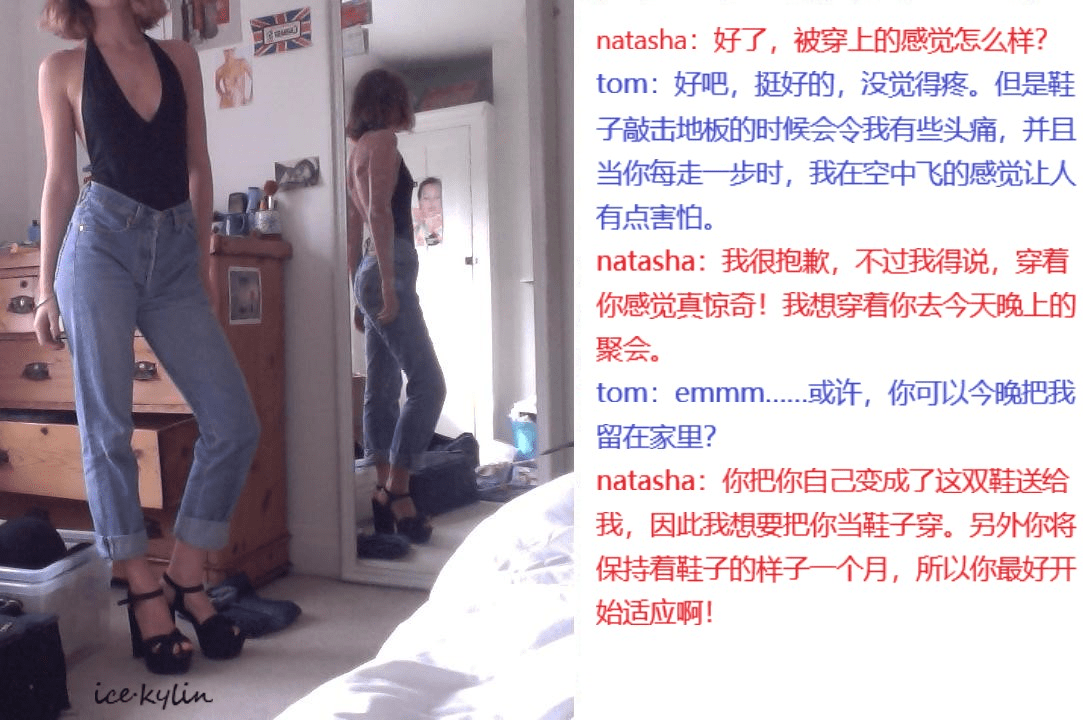 natasha：好了，被穿上的感觉怎么样？
tom：好吧，挺好的，没觉得疼。但是鞋
子敲击地板的时候会令我有些头痛，并且
当你每走一步时，我在空中飞的感觉让人
有点害怕。
natasha：我很抱歉，不过我得说，穿着
你感觉真惊奇！我想穿着你去今天晚上的
聚会。
tom：emmm……或许，你可以今晚把我
留在家里？
natasha：你把你自己变成了这双鞋送给
我，因此我想要把你当鞋子穿。另外你将
保持着鞋子的样子一个月，所以你最好开
始适应啊！
ice·kylin